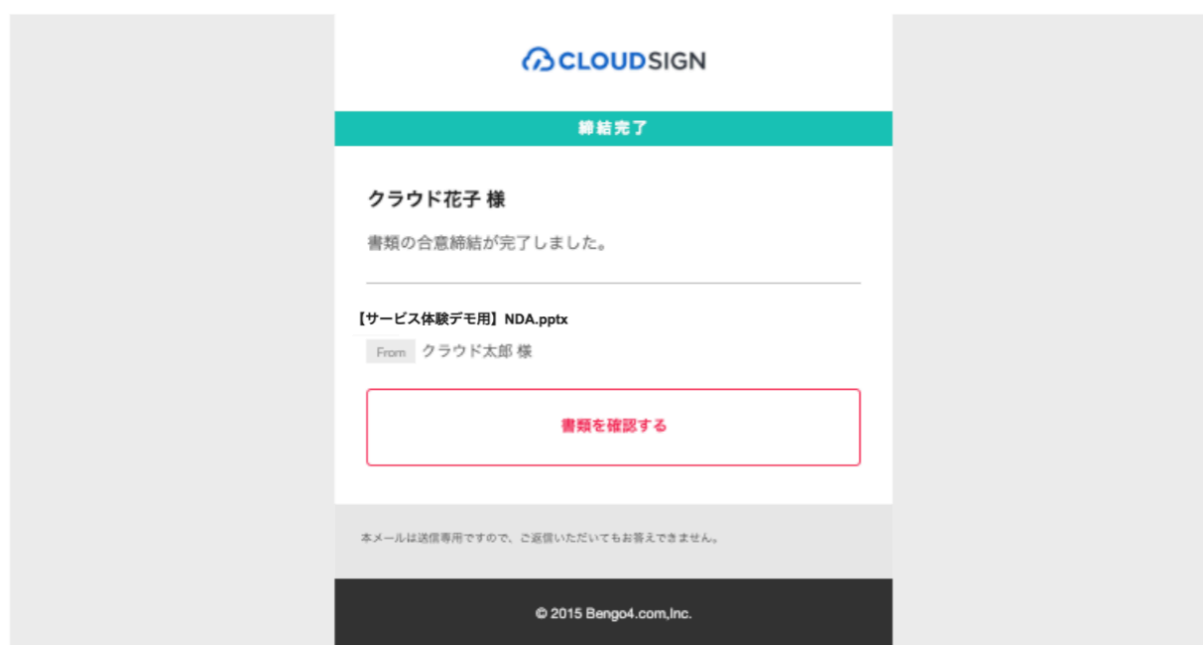 CLOUDSIGN
締結完了
クラウド花子 様
書類の合意締結が完了しました。
【サービス体験デモ用】NDA.pptx
From クラウド太郎 様
書類を確認する
本メールは送信専用ですので、ご返信いただいてもお答えできません。
© 2015 Bengo4.com,Inc.